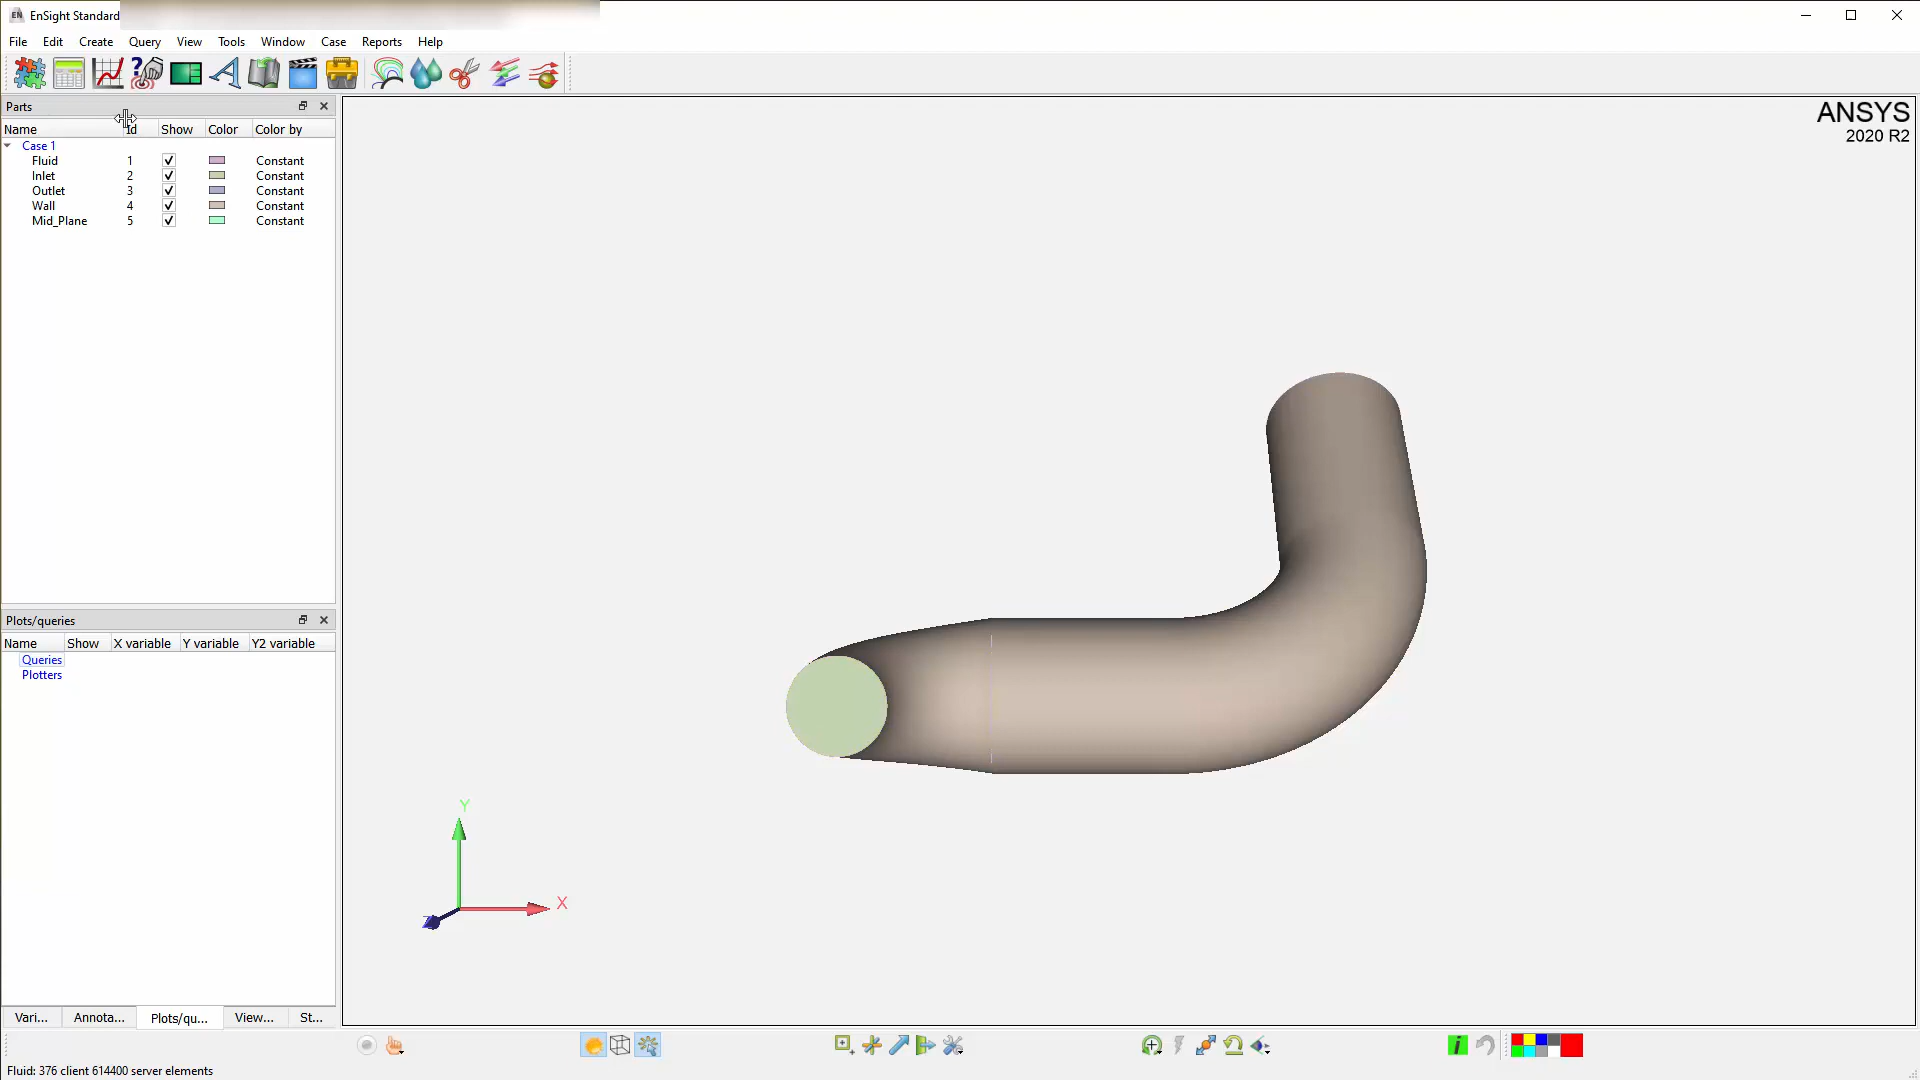 EN EnSight Standard
File Edit Create Query View Tools Window Case Reports Help
Parts
Name Id Show Color Color by
Case 1
Fluid 1 Constant
Inlet 2 Constant
Outlet 3 Constant
Wall 4 Constant
Mid_Plane 5 Constant
ANSYS
2020 R2
Plots/queries
Name Show X variable Y variable Y2 variable
Queries
Plotters
Y
X
Z
Vari... Annota... Plots/qu... View... St...
Fluid: 376 client 614400 server elements